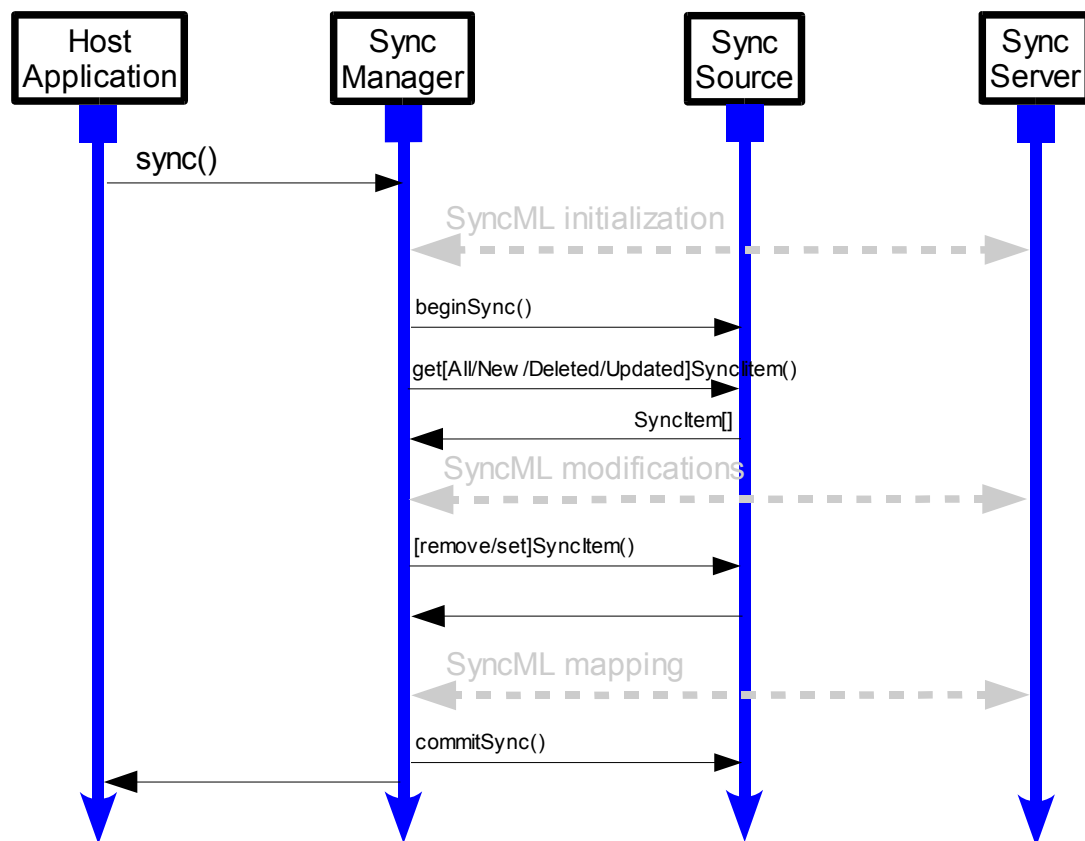 Host
Application
Sync
Manager
Sync
Source
Sync
Server
sync()
SyncML initialization
beginSync()
get[All/New /Deleted/Updated]SyncIitem()
SyncItem[]
SyncML modifications
[remove/set]SyncItem()
SyncML mapping
commitSync()